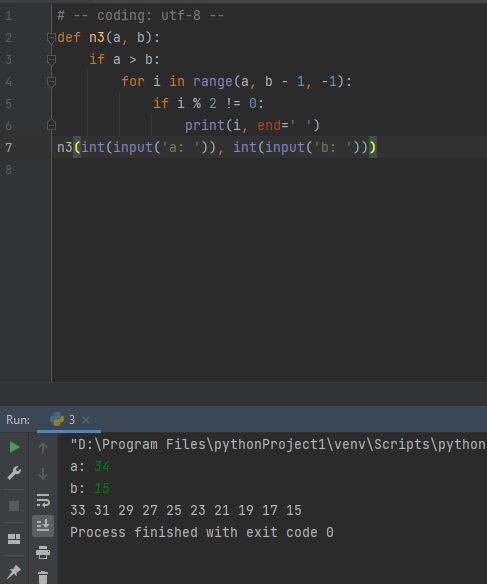 1 # -- coding: utf-8 --
2 def n3(a, b):
3     if a > b:
4         for i in range(a, b - 1, -1):
5             if i % 2 != 0:
6                 print(i, end=' ')
7 n3(int(input('a: ')), int(input('b: ')))
8
Run: 3 ×
"D:\Program Files\pythonProject1\venv\Scripts\python
a: 34
b: 15
33 31 29 27 25 23 21 19 17 15
Process finished with exit code 0